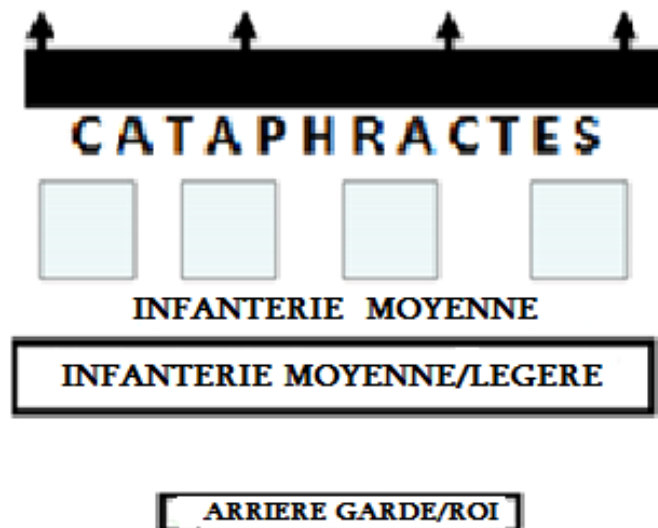 CATAPHRACTES
INFANTERIE MOYENNE
INFANTERIE MOYENNE/LEGERE
ARRIERE GARDE/ROI